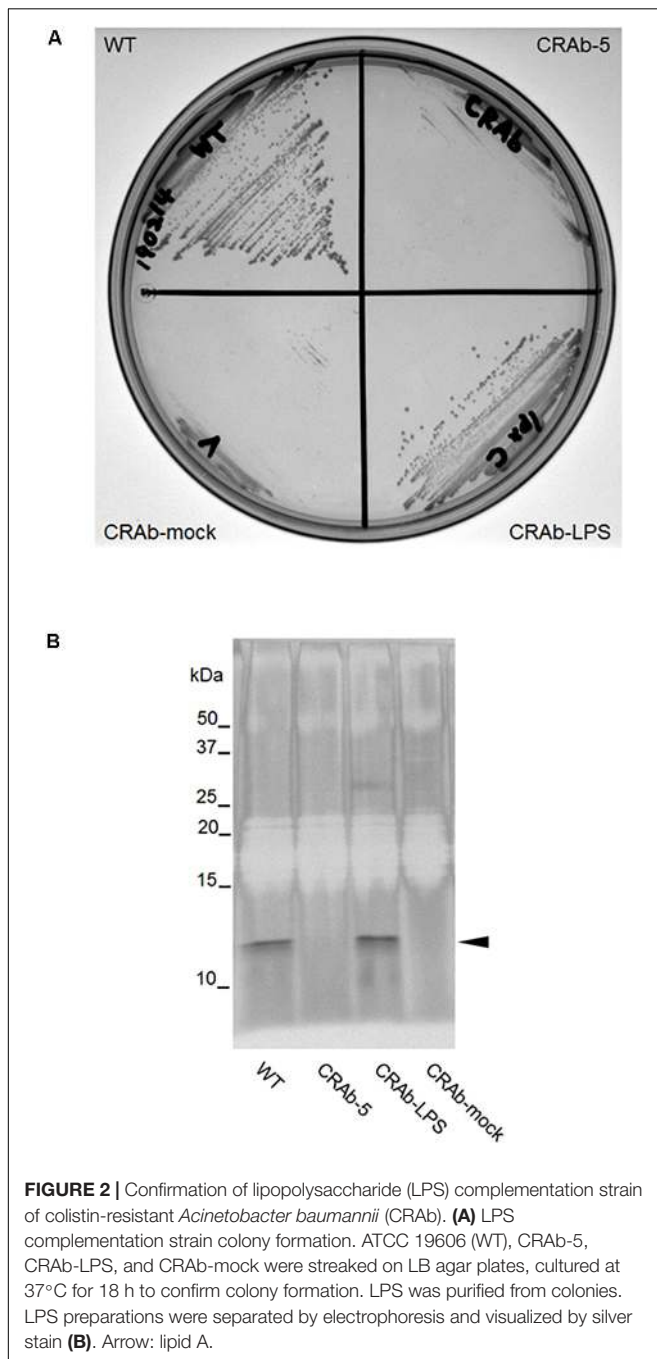 A
WT
CRAb-5
WT
CRAb
190214
V
lpxC
CRAb-mock
CRAb-LPS
B
kDa
50
37
25
20
15
10
WT
CRAb-5
CRAb-LPS
CRAb-mock
FIGURE 2 | Confirmation of lipopolysaccharide (LPS) complementation strain
of colistin-resistant Acinetobacter baumannii (CRAb). (A) LPS
complementation strain colony formation. ATCC 19606 (WT), CRAb-5,
CRAb-LPS, and CRAb-mock were streaked on LB agar plates, cultured at
37°C for 18 h to confirm colony formation. LPS was purified from colonies.
LPS preparations were separated by electrophoresis and visualized by silver
stain (B). Arrow: lipid A.